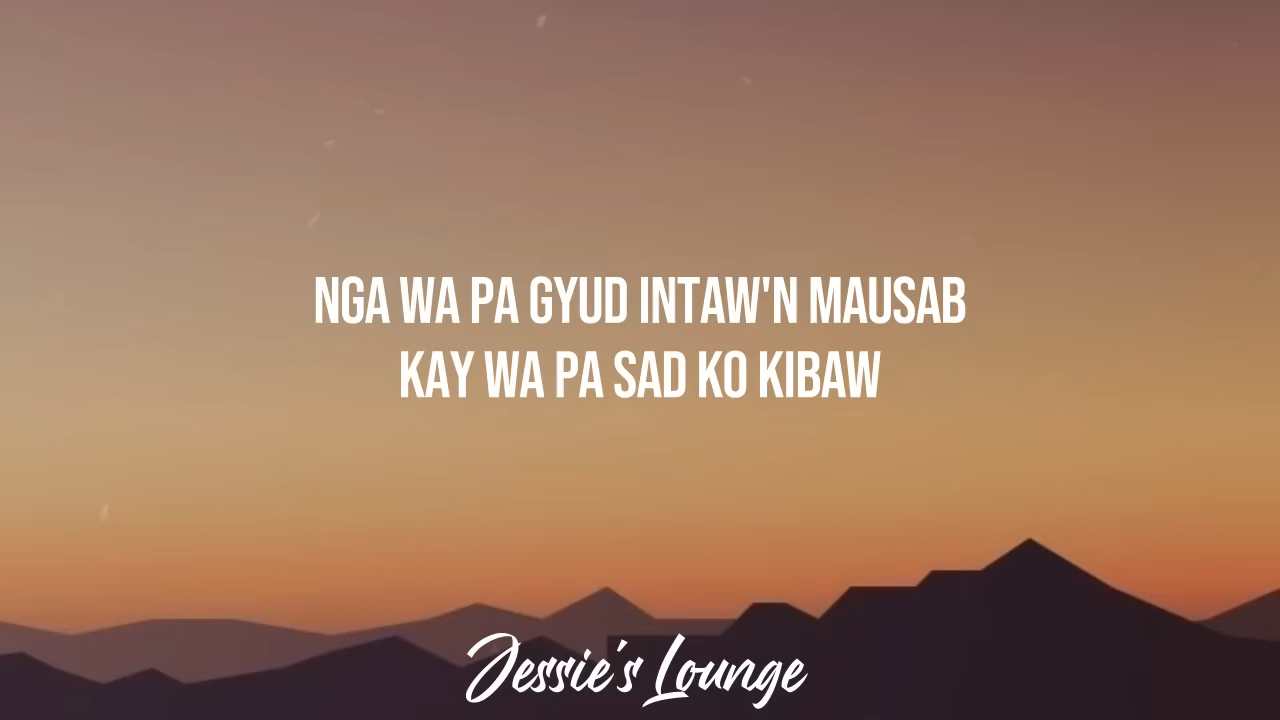 NGA WA PA GYUD INTAW'N MAUSAB
KAY WA PA SAD KO KIBAW
Jessie's Lounge